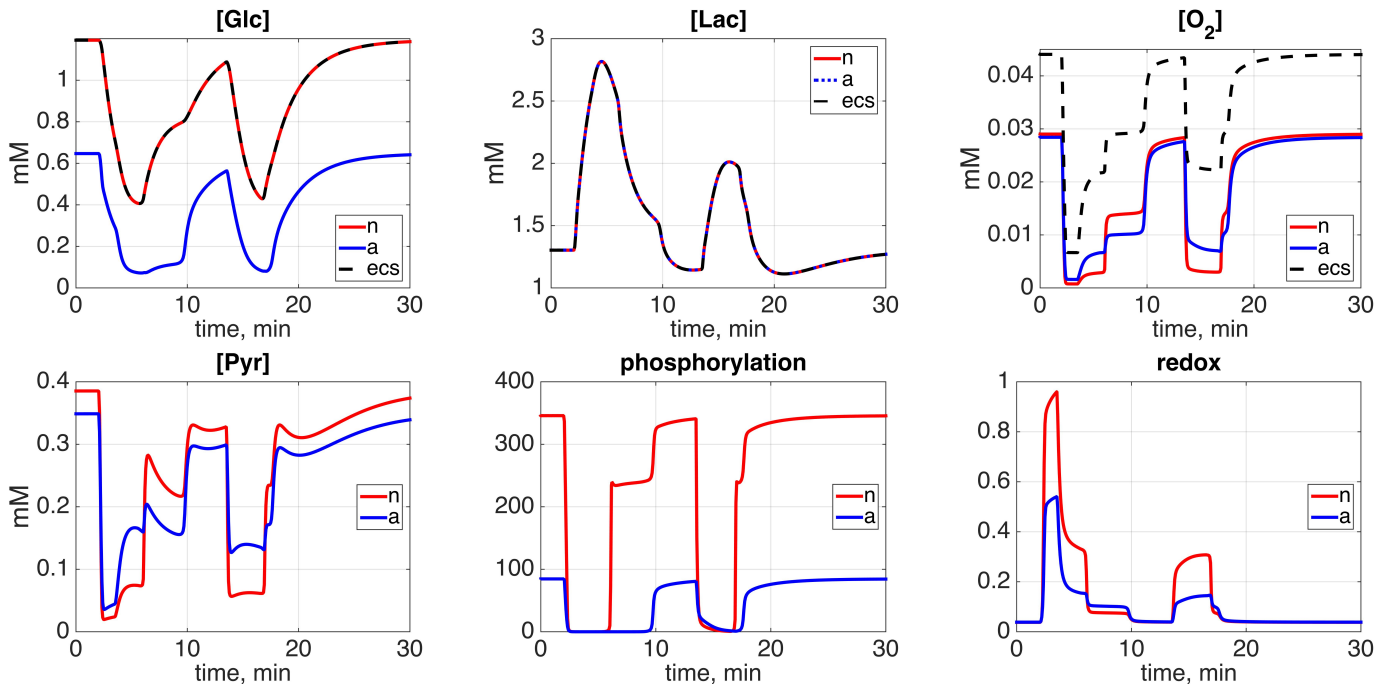 [Glc]
1
0.8
0.6
0.4
0.2
0
mM
0 10 20 30
time, min
n
a
ecs
[Lac]
3
2.5
2
1.5
1
mM
0 10 20 30
time, min
n
a
ecs
[O2]
0.04
0.03
0.02
0.01
0
mM
0 10 20 30
time, min
n
a
ecs
[Pyr]
0.4
0.3
0.2
0.1
0
mM
0 10 20 30
time, min
n
a
phosphorylation
400
300
200
100
0
0 10 20 30
time, min
n
a
redox
1
0.8
0.6
0.4
0.2
0
0 10 20 30
time, min
n
a